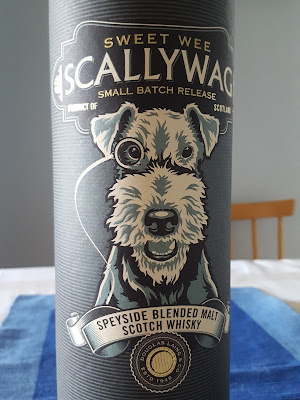 SWEET WEE
SCALLYWAG
SMALL BATCH RELEASE
PRODUCT OF
SCOTLAND
SPEYSIDE BLENDED MALT
SCOTCH WHISKY
DOUGLAS LAING & CO
ESTD 1948